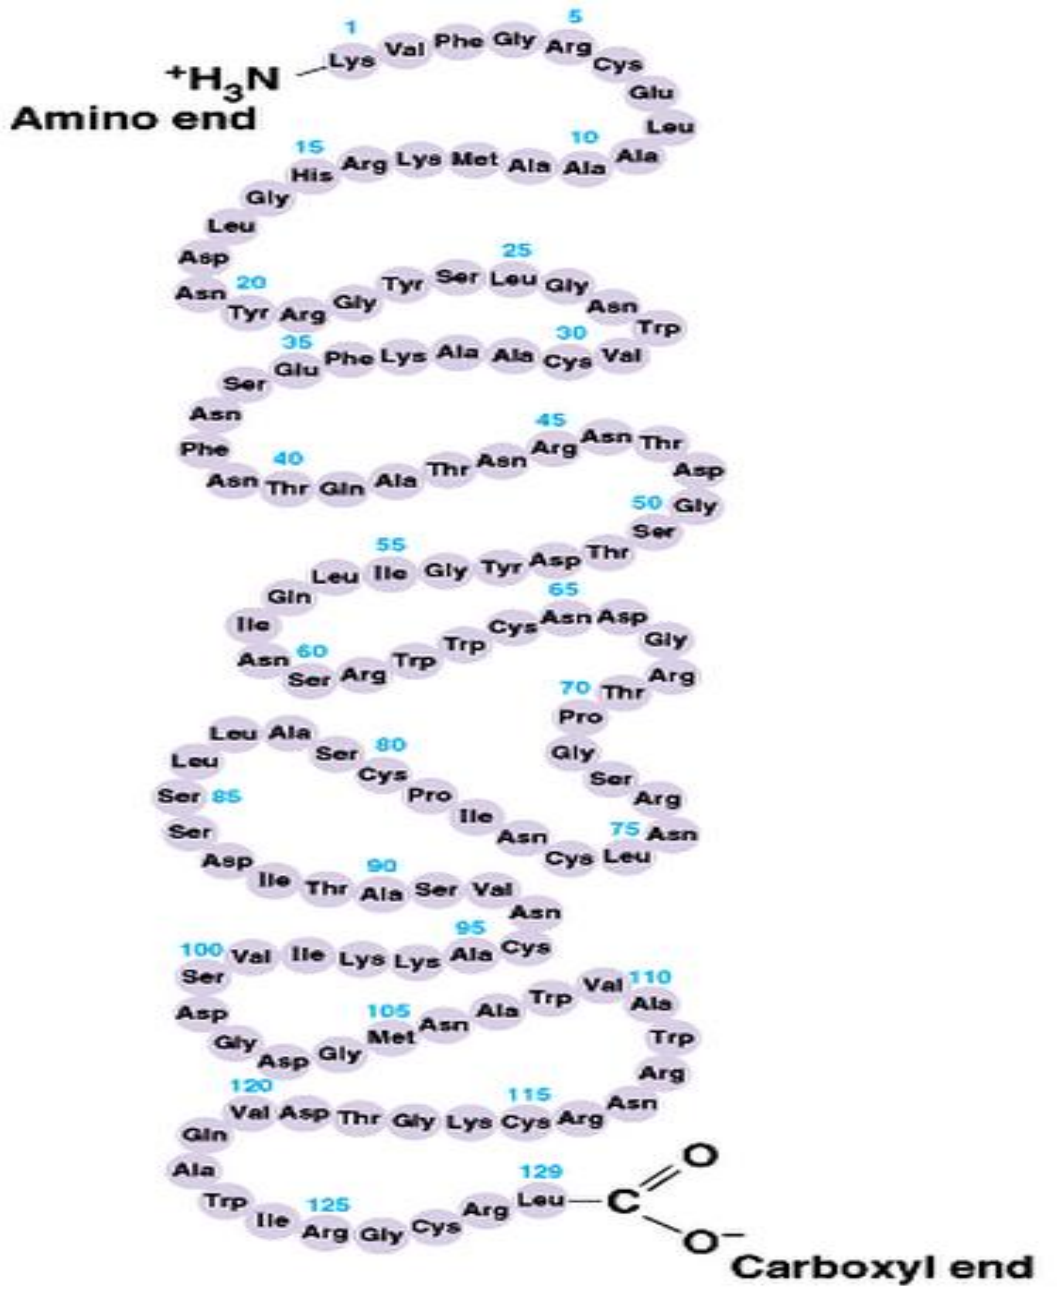 1 5
+H3N Lys Val Phe Gly Arg Cys Glu Leu
Amino end
10 15
Ala Ala Ala Met Lys Arg His Gly Leu Asp Asn
20 25
Tyr Arg Gly Tyr Ser Leu Gly Asn Trp
30 35
Val Cys Ala Ala Lys Phe Glu Ser Asn Phe Asn
40 45
Thr Gln Ala Thr Asn Arg Asn Thr Asp Gly
50 55
Ser Thr Asp Tyr Gly Ile Leu Gln Ile Asn
60 65
Ser Arg Trp Trp Cys Asn Asp Gly Arg Thr
70 75
Pro Gly Ser Arg Asn Leu Cys Asn Ile Pro
80 85
Cys Ser Ala Leu Leu Ser Ser Asp Ile Thr
90 95
Ala Ser Val Asn Cys Ala Lys Lys Ile Val
100 105
Ser Asp Gly Asp Gly Met Asn Ala Trp Val
110 115
Ala Trp Arg Asn Arg Cys Lys Gly Thr Asp
120 125
Val Gln Ala Trp Ile Arg Gly Cys Arg
129
Leu C O
O−
Carboxyl end